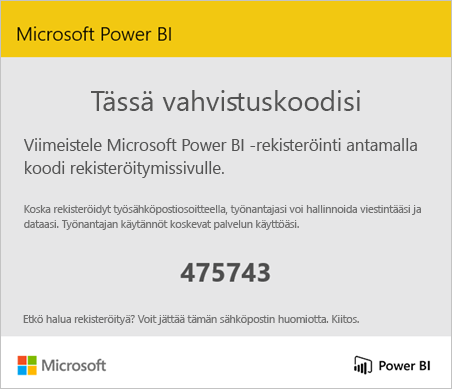 Microsoft Power BI
Tässä vahvistuskoodisi
Viimeistele Microsoft Power BI -rekisteröinti antamalla
koodi rekisteröitymissivulle.
Koska rekisteröidyt työsähköpostiosoitteella, työnantajasi voi hallinnoida viestintääsi ja
dataasi. Työnantajan käytännöt koskevat palvelun käyttöäsi.
475743
Etkö halua rekisteröityä? Voit jättää tämän sähköpostin huomiotta. Kiitos.
Microsoft Power BI